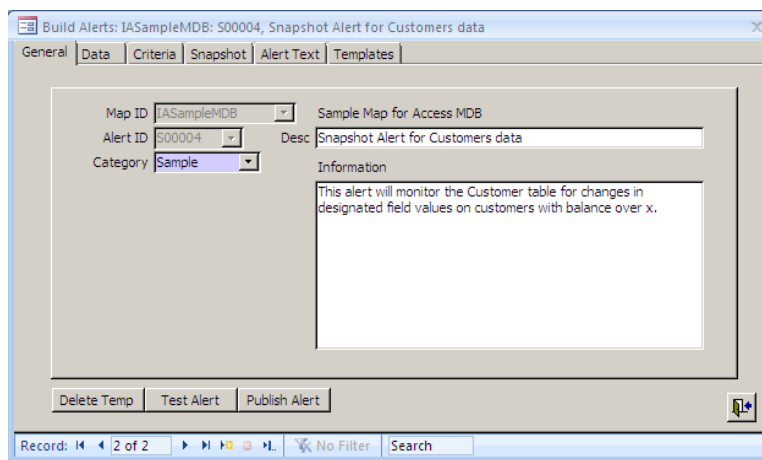 Build Alerts: IASampleMDB: S00004, Snapshot Alert for Customers data
General Data Criteria Snapshot Alert Text Templates
Map ID IASampleMDB Sample Map for Access MDB
Alert ID S00004 Desc Snapshot Alert for Customers data
Category Sample Information
This alert will monitor the Customer table for changes in
designated field values on customers with balance over x.
Delete Temp Test Alert Publish Alert
Record: 2 of 2 No Filter Search